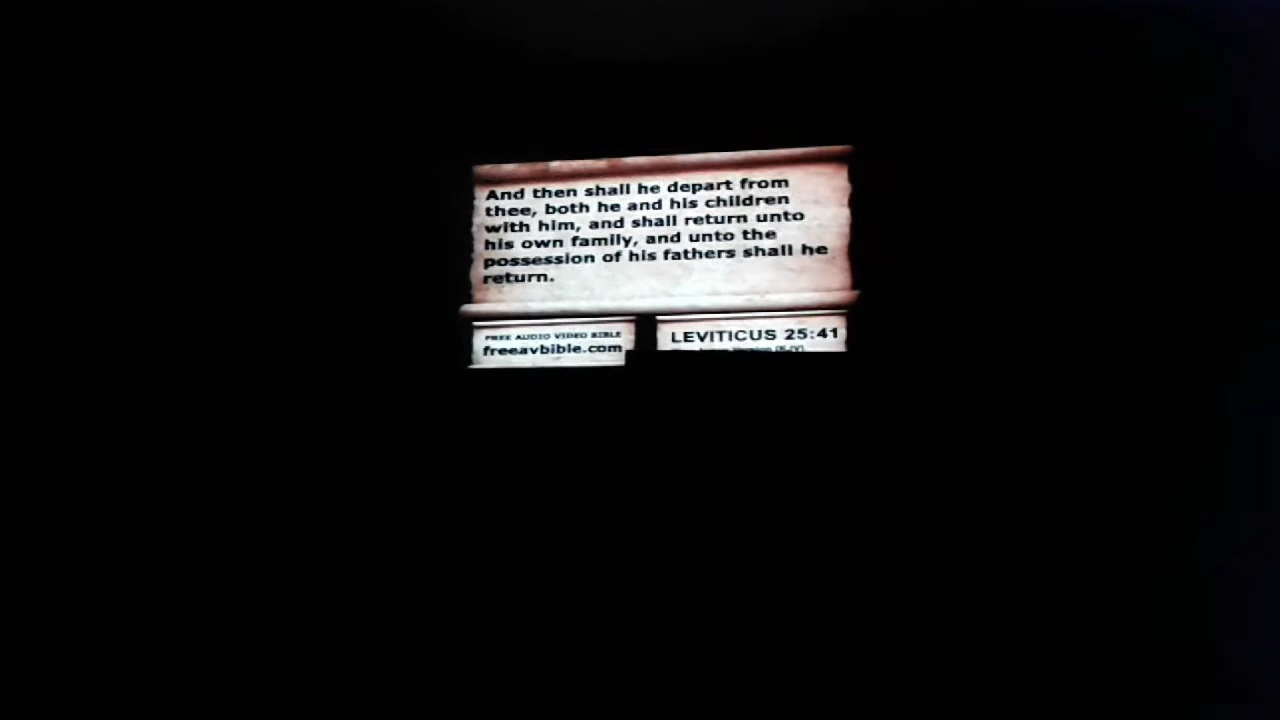 And then shall he depart from
thee, both he and his children
with him, and shall return unto
his own family, and unto the
possession of his fathers shall he
return.
FREE AUDIO VIDEO BIBLE
freeavbible.com
LEVITICUS 25:41